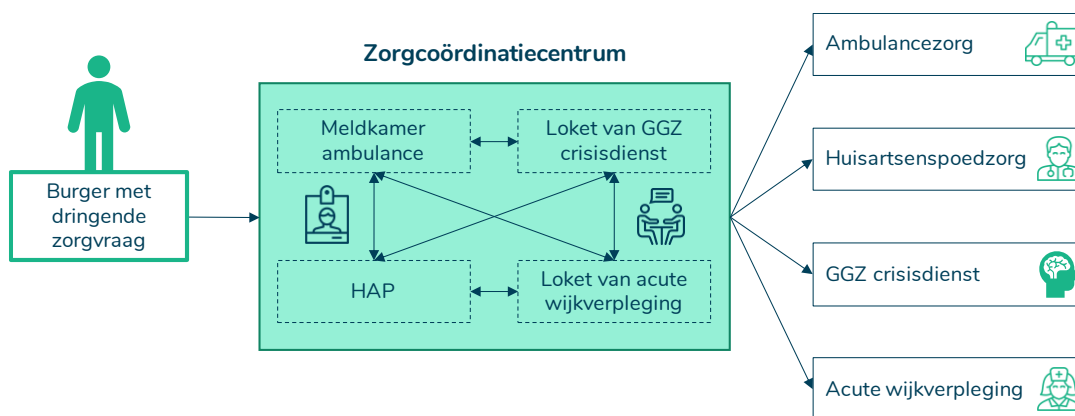 Zorgcoördinatiecentrum
Burger met
dringende
zorgvraag
Meldkamer
ambulance
Loket van GGZ
crisisdienst
HAP
Loket van acute
wijkverpleging
Ambulancezorg
Huisartsenspoedzorg
GGZ crisisdienst
Acute wijkverpleging